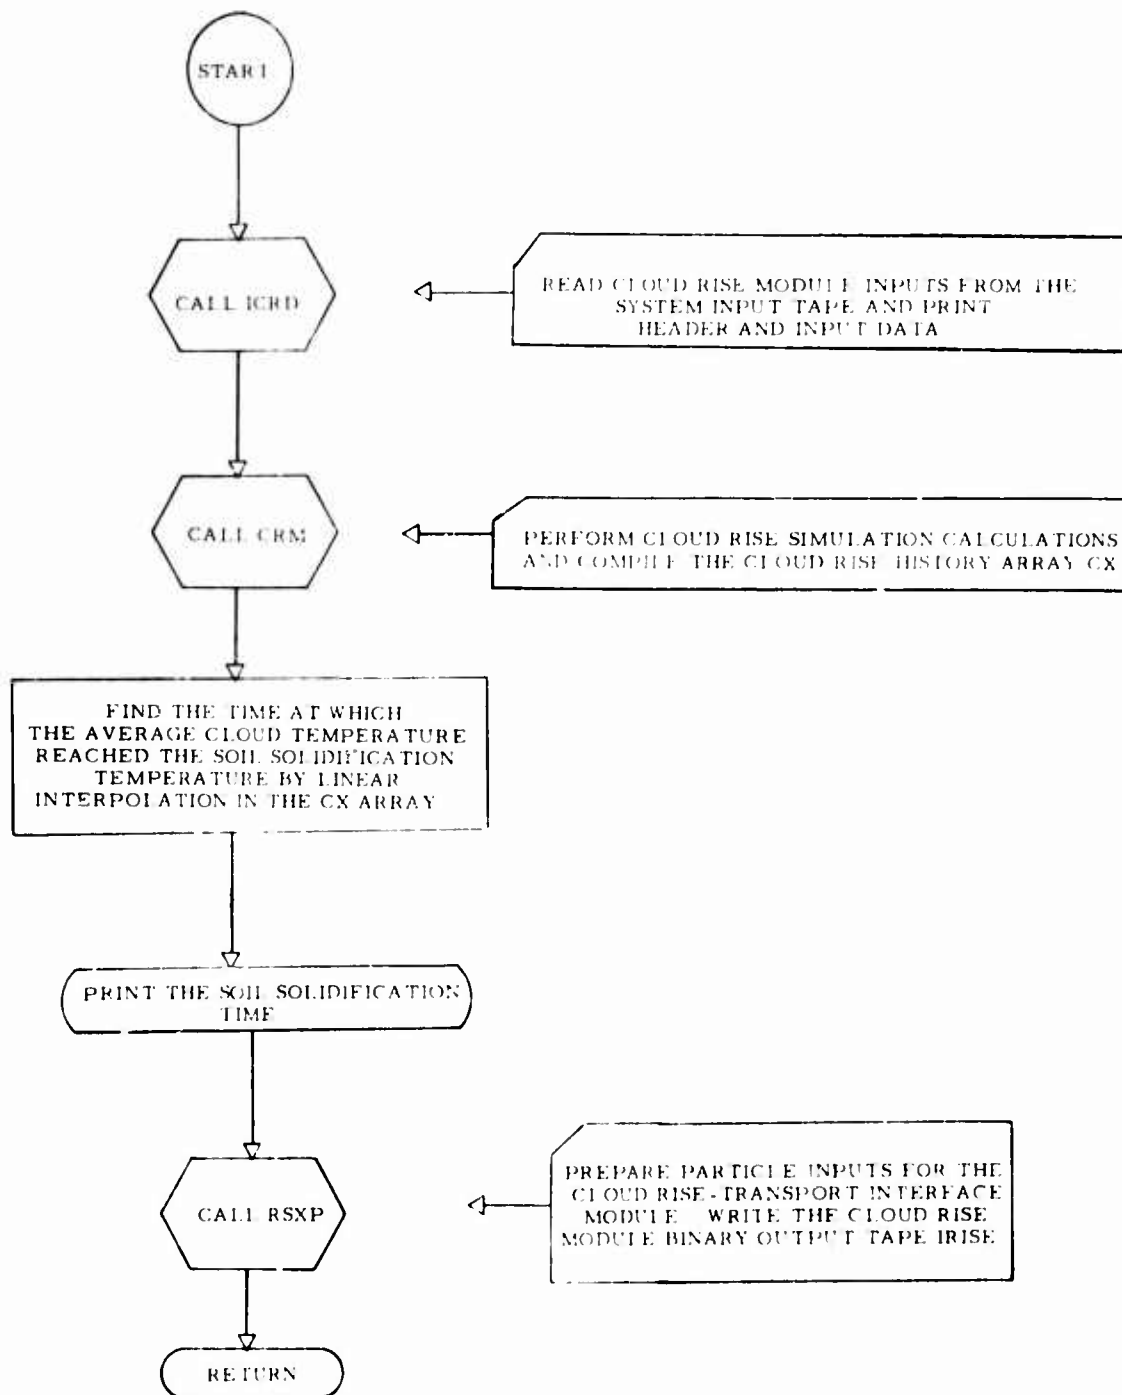 START
CALL ICRD
READ CLOUD RISE MODULE INPUTS FROM THE
SYSTEM INPUT TAPE AND PRINT
HEADER AND INPUT DATA
CALL CRM
PERFORM CLOUD RISE SIMULATION CALCULATIONS
AND COMPILE THE CLOUD RISE HISTORY ARRAY CX
FIND THE TIME AT WHICH
THE AVERAGE CLOUD TEMPERATURE
REACHED THE SOIL SOLIDIFICATION
TEMPERATURE BY LINEAR
INTERPOLATION IN THE CX ARRAY
PRINT THE SOIL SOLIDIFICATION
TIME
CALL RSXP
PREPARE PARTICLE INPUTS FOR THE
CLOUD RISE-TRANSPORT INTERFACE
MODULE WRITE THE CLOUD RISE
MODULE BINARY OUTPUT TAPE IRISE
RETURN